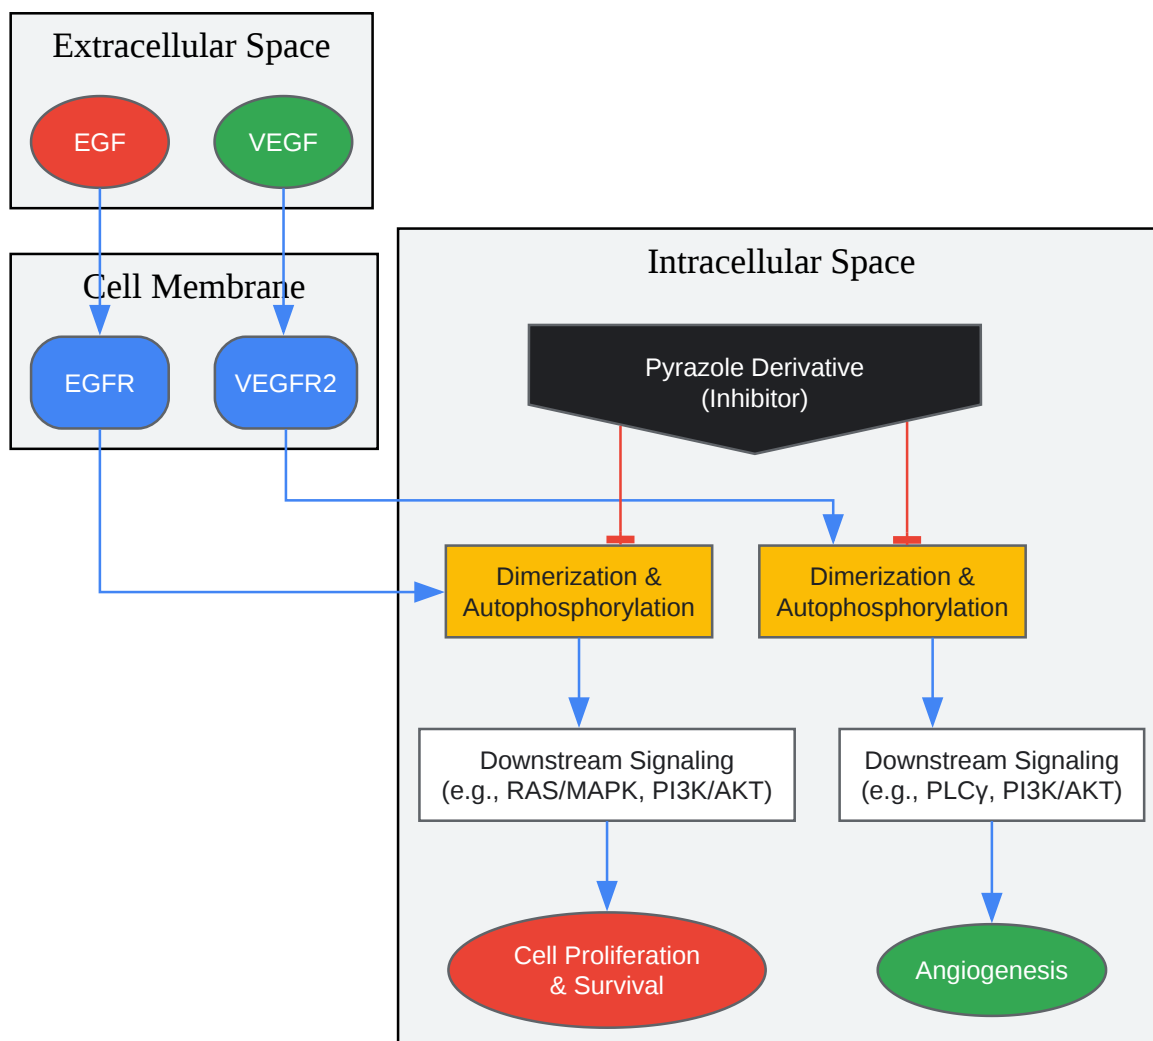 Extracellular Space
EGF
VEGF
Cell Membrane
EGFR
VEGFR2
Intracellular Space
Pyrazole Derivative
(Inhibitor)
Dimerization &
Autophosphorylation
Dimerization &
Autophosphorylation
Downstream Signaling
(e.g., RAS/MAPK, PI3K/AKT)
Downstream Signaling
(e.g., PLCγ, PI3K/AKT)
Cell Proliferation
& Survival
Angiogenesis